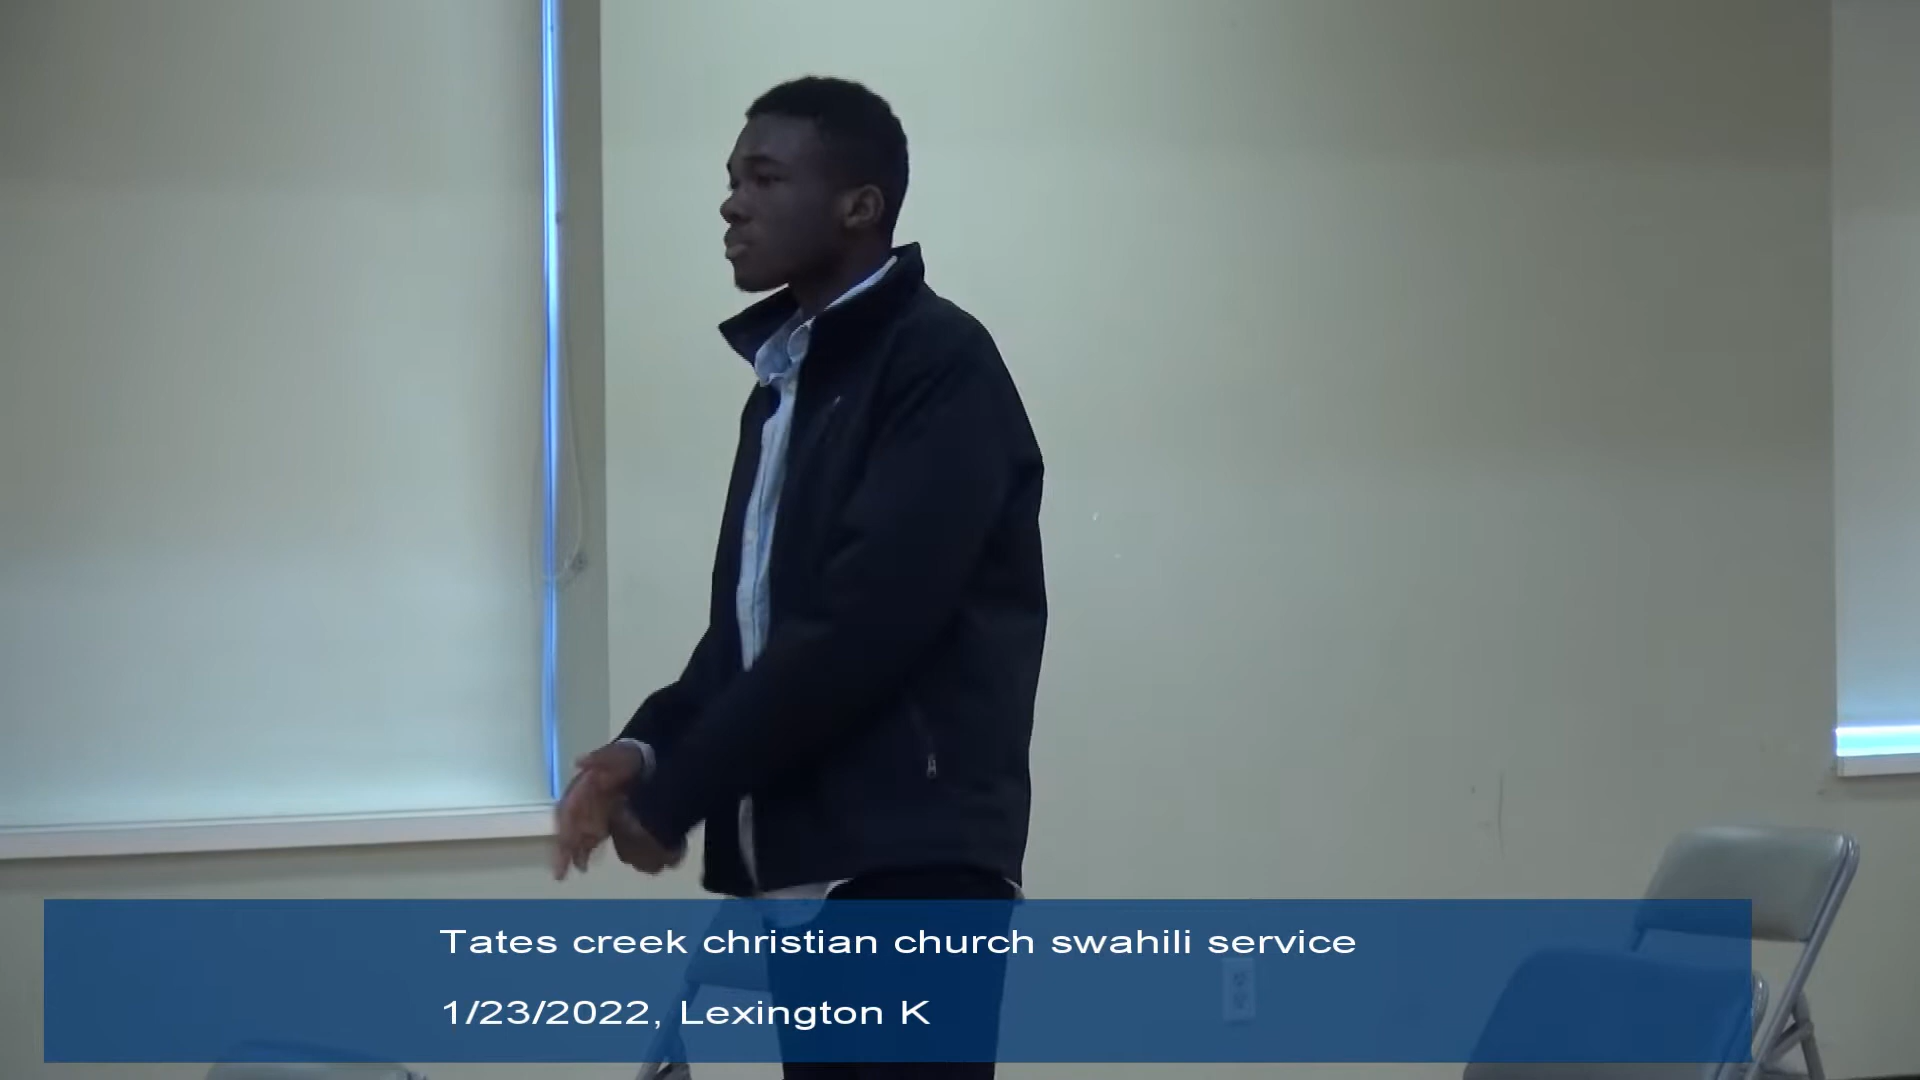 Tates creek christian church swahili service
1/23/2022, Lexington K